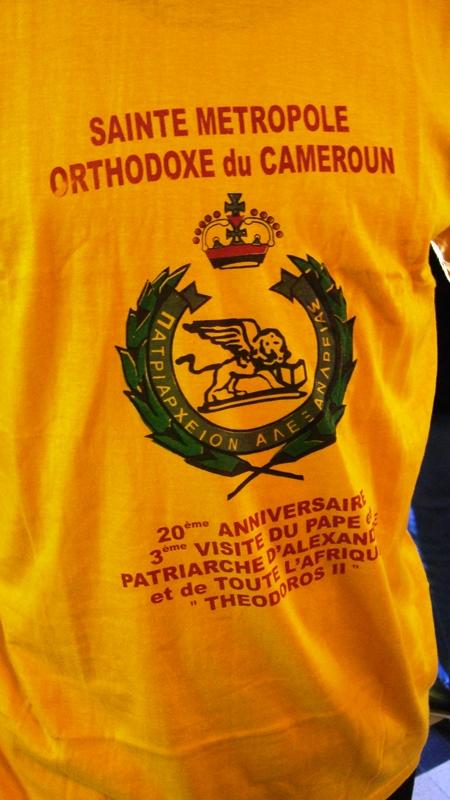 SAINTE METROPOLE
ORTHODOXE du CAMEROUN
ΠΑΤΡΙΑΡΧΕΙΟΝ ΑΛΕΞΑΝΔΡΕΙΑΣ
20ème ANNIVERSAIRE
3ème VISITE DU PAPE
PATRIARCHE D'ALEXAND
et de TOUTE L'AFRIQU
" THEODOROS II "